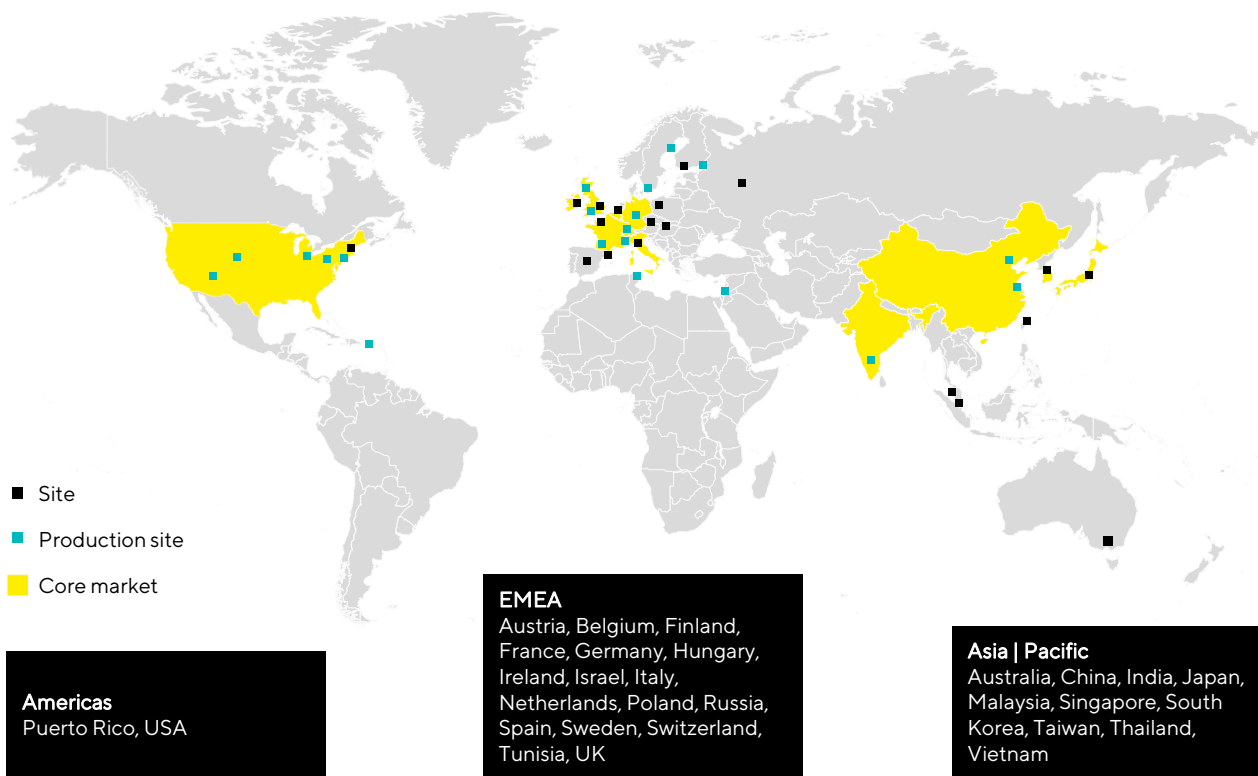 Site
Production site
Core market
Americas
Puerto Rico, USA
EMEA
Austria, Belgium, Finland,
France, Germany, Hungary,
Ireland, Israel, Italy,
Netherlands, Poland, Russia,
Spain, Sweden, Switzerland,
Tunisia, UK
Asia | Pacific
Australia, China, India, Japan,
Malaysia, Singapore, South
Korea, Taiwan, Thailand,
Vietnam